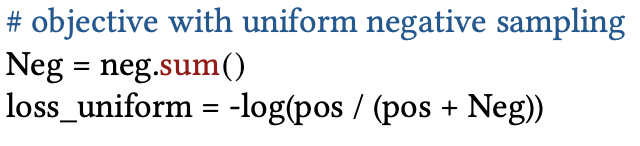 # objective with uniform negative sampling
Neg = neg.sum()
loss_uniform = -log(pos / (pos + Neg))